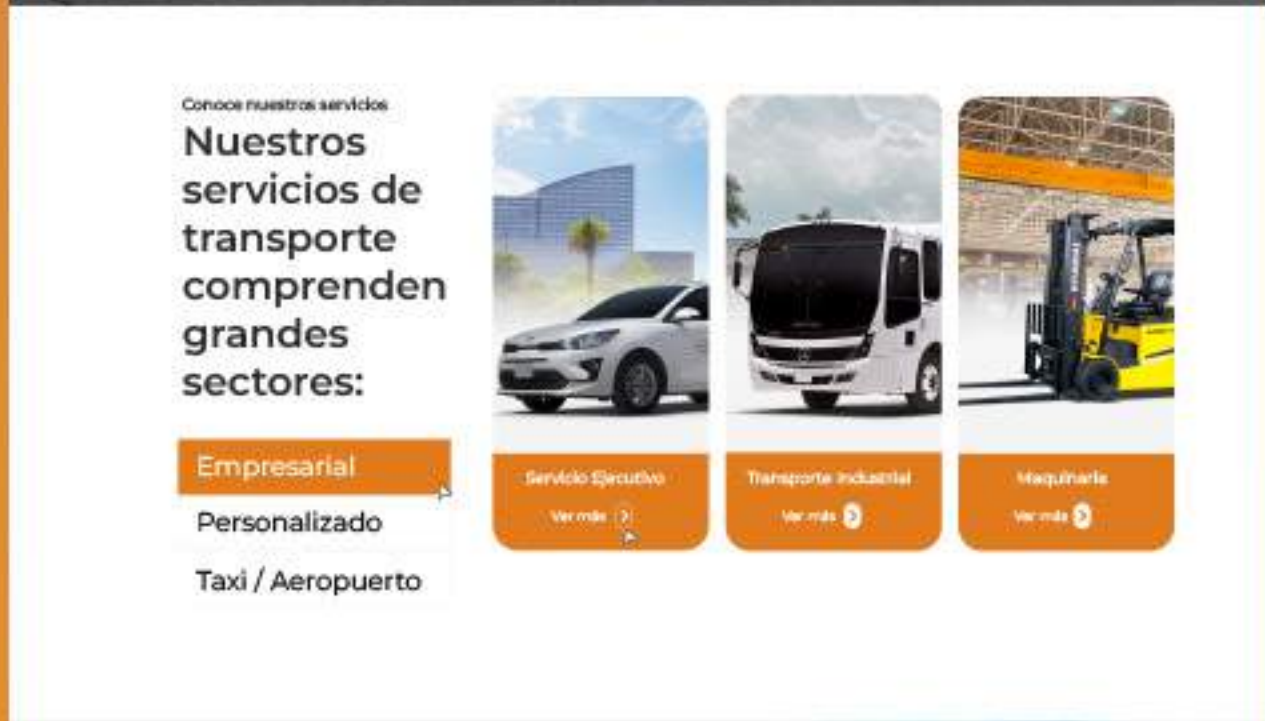 Conoce nuestros servicios
Nuestros
servicios de
transporte
comprenden
grandes
sectores:
Empresarial
Personalizado
Taxi / Aeropuerto
Servicio Ejecutivo
Ver más
Transporte Industrial
Ver más
Maquinaria
Ver más